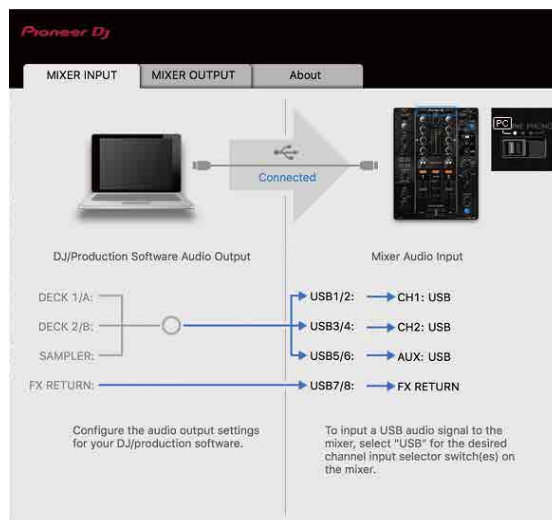 Pioneer Dj
MIXER INPUT
MIXER OUTPUT
About
PC
LINE PHONO
Connected
DJ/Production Software Audio Output
Mixer Audio Input
DECK 1/A:
DECK 2/B:
SAMPLER:
FX RETURN:
USB1/2:
CH1: USB
USB3/4:
CH2: USB
USB5/6:
AUX: USB
USB7/8:
FX RETURN
Configure the audio output settings
for your DJ/production software.
To input a USB audio signal to the
mixer, select "USB" for the desired
channel input selector switch(es) on
the mixer.